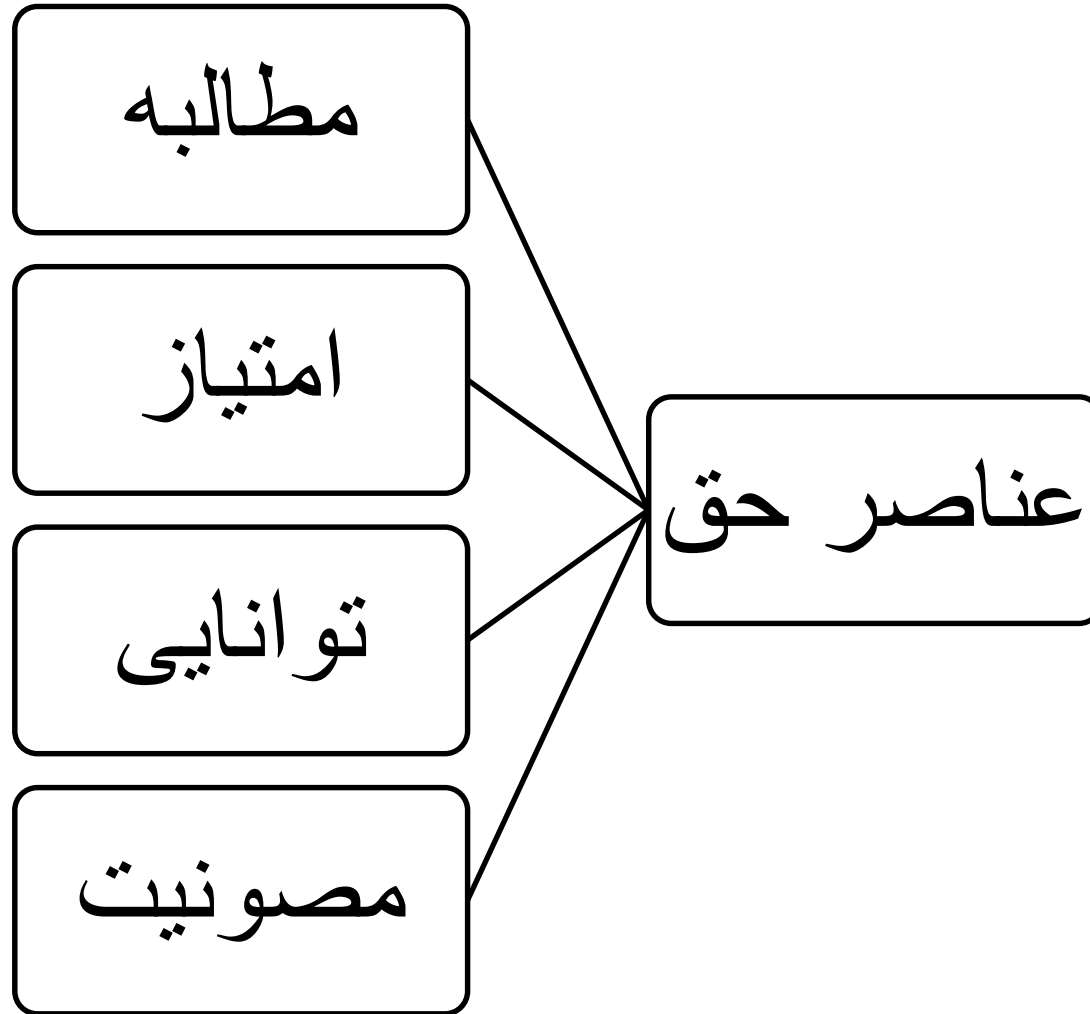 عناصر حق
مطالبه
امتیاز
توانایی
مصونیت